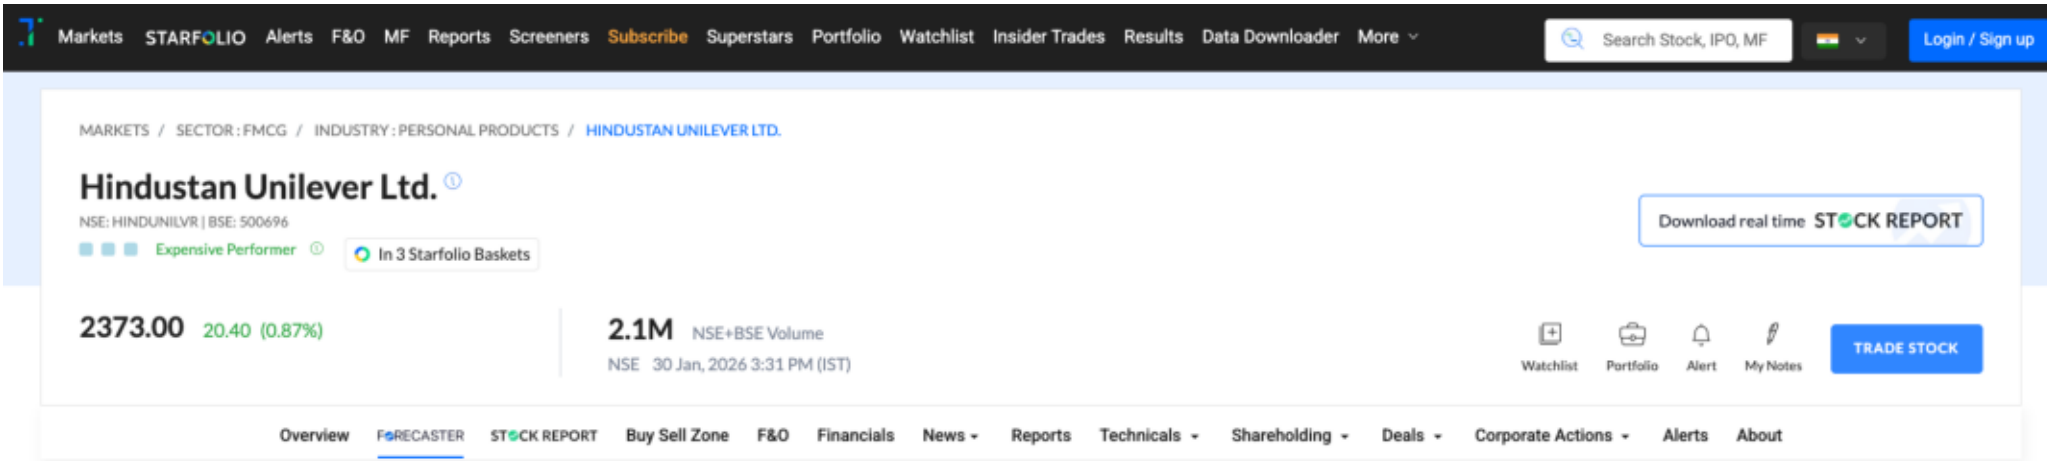 Markets STARFOLIO Alerts F&O MF Reports Screeners Subscribe Superstars Portfolio Watchlist Insider Trades Results Data Downloader More Search Stock, IPO, MF Login / Sign up
MARKETS / SECTOR : FMCG / INDUSTRY : PERSONAL PRODUCTS / HINDUSTAN UNILEVER LTD.
Hindustan Unilever Ltd.
NSE: HINDUNILVR | BSE: 500696
Download real time STOCK REPORT
Expensive Performer In 3 Starfolio Baskets
2373.00 20.40 (0.87%) 2.1M NSE+BSE Volume
NSE 30 Jan, 2026 3:31 PM (IST)
Watchlist Portfolio Alert My Notes TRADE STOCK
Overview FORECASTER STOCK REPORT Buy Sell Zone F&O Financials News Reports Technicals Shareholding Deals Corporate Actions Alerts About